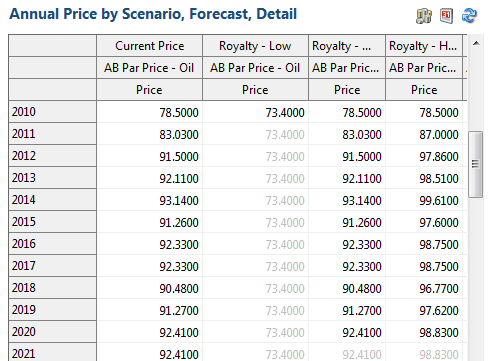 Annual Price by Scenario, Forecast, Detail
Current Price Royalty - Low Royalty - ... Royalty - H...
AB Par Price - Oil AB Par Price - Oil AB Par Pric... AB Par Pric...
Price Price Price Price
2010 78.5000 73.4000 78.5000 78.5000
2011 83.0300 73.4000 83.0300 87.0000
2012 91.5000 73.4000 91.5000 97.8600
2013 92.1100 73.4000 92.1100 98.5100
2014 93.1400 73.4000 93.1400 99.6100
2015 91.2600 73.4000 91.2600 97.6000
2016 92.3300 73.4000 92.3300 98.7500
2017 92.3300 73.4000 92.3300 98.7500
2018 90.4800 73.4000 90.4800 96.7700
2019 91.2700 73.4000 91.2700 97.6200
2020 92.4100 73.4000 92.4100 98.8300
2021 92.4100 73.4000 92.4100 98.8300